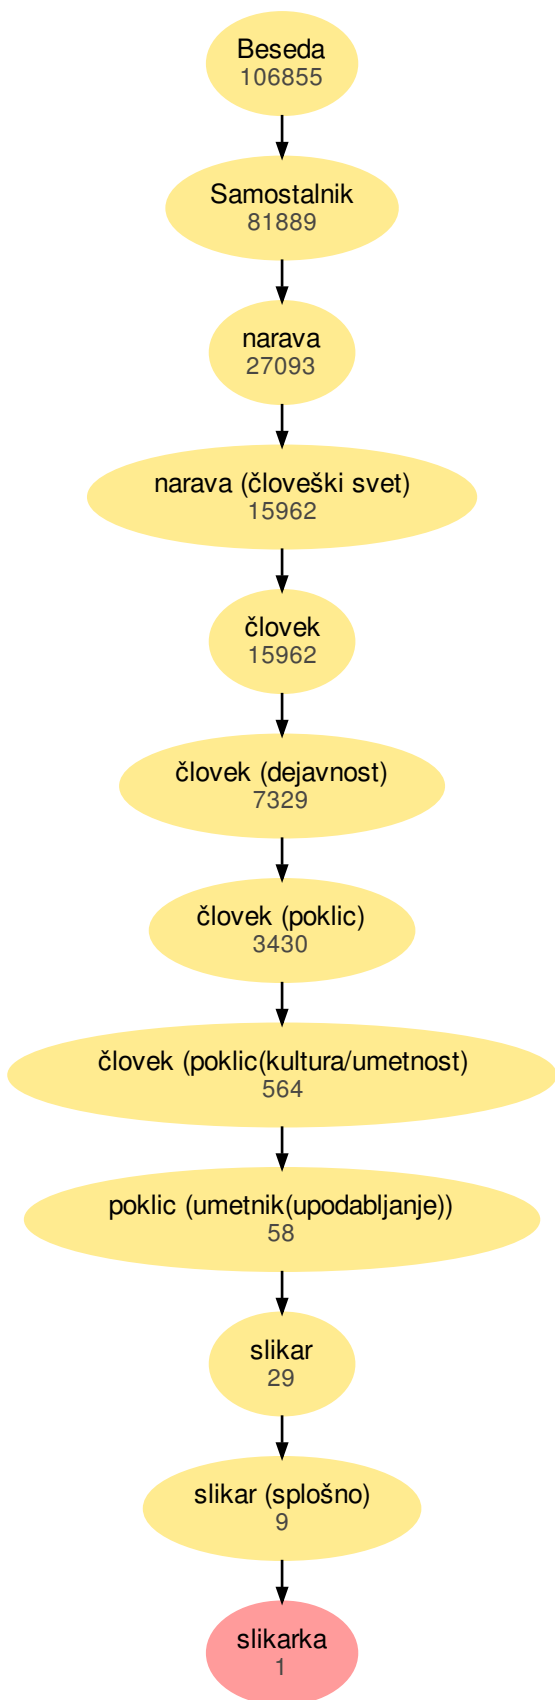 Beseda
106855
Samostalnik
81889
narava
27093
narava (človeški svet)
15962
človek
15962
človek (dejavnost)
7329
človek (poklic)
3430
človek (poklic(kultura/umetnost)
564
poklic (umetnik(upodabljanje))
58
slikar
29
slikar (splošno)
9
slikarka
1